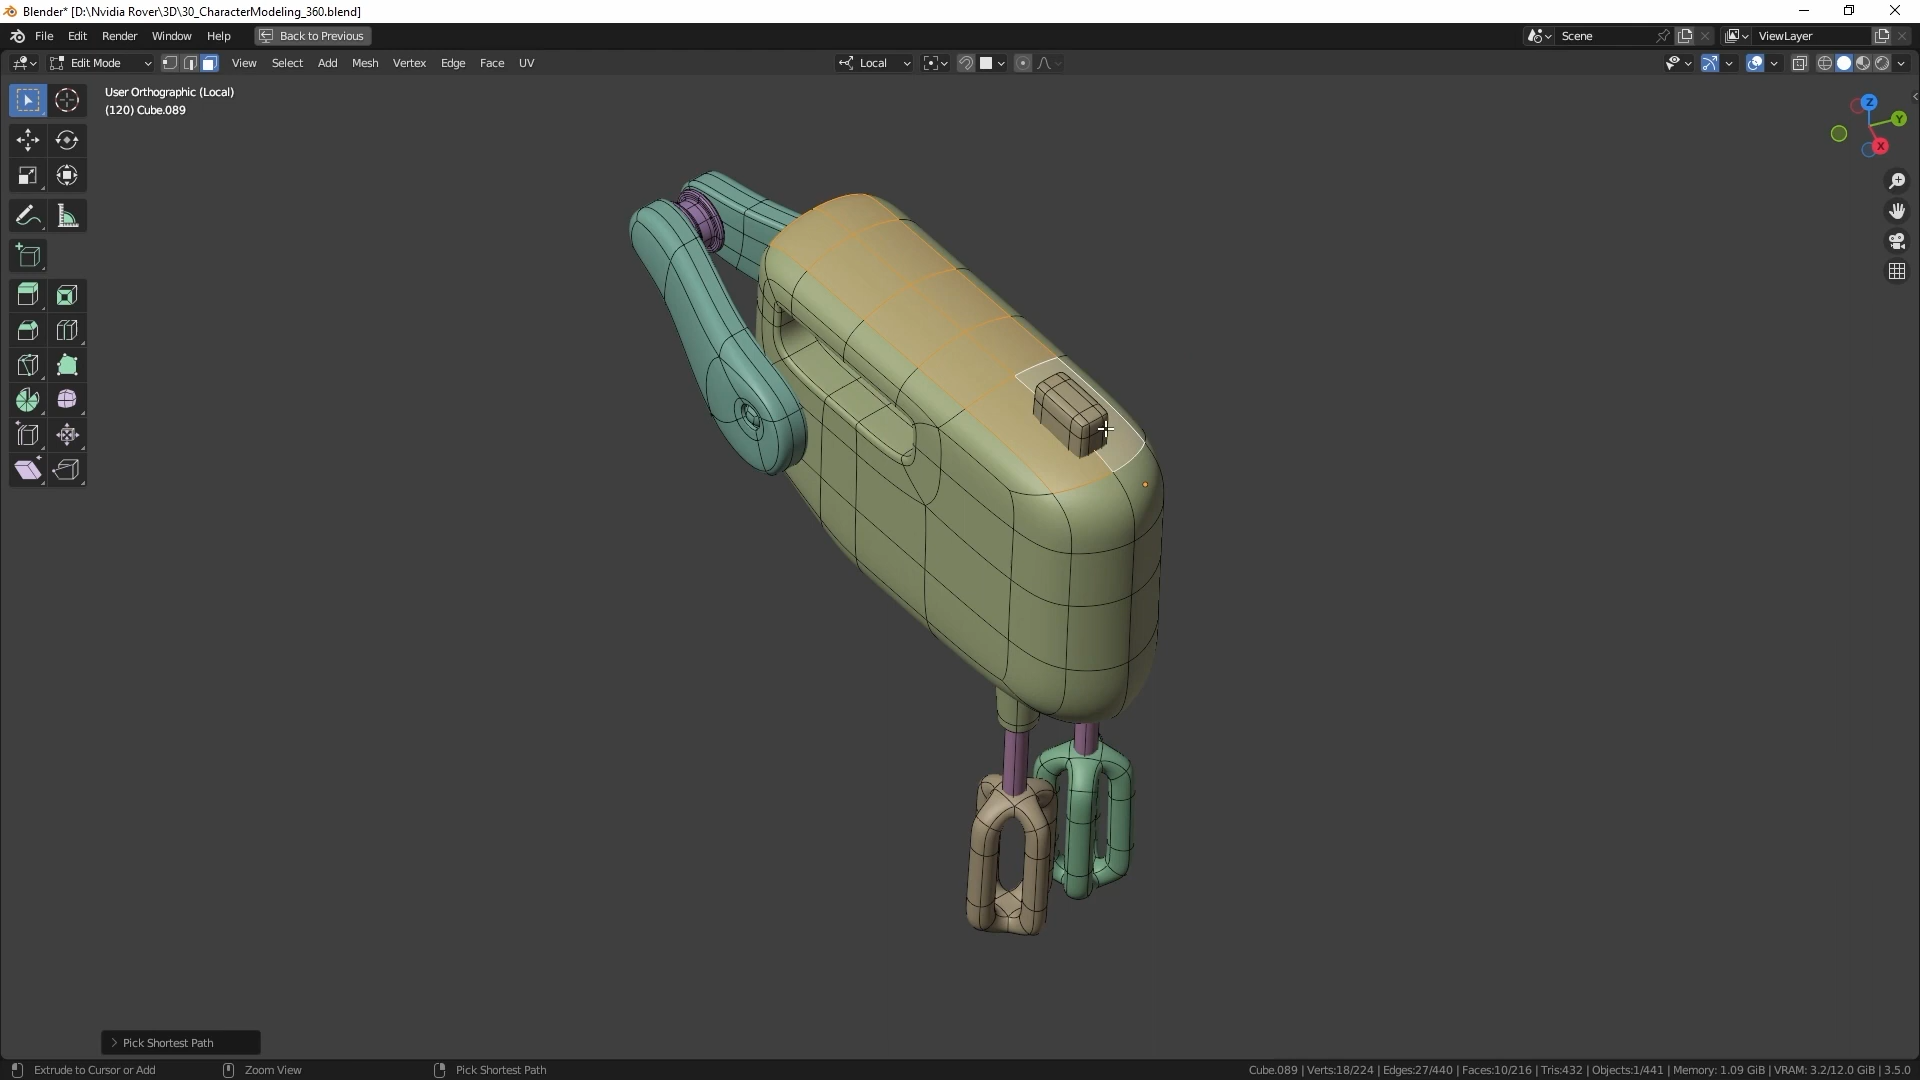 Blender* [D:\Nvidia Rover\3D\30_CharacterModeling_360.blend]
File Edit Render Window Help Back to Previous Scene ViewLayer
Edit Mode View Select Add Mesh Vertex Edge Face UV Local
User Orthographic (Local)
(120) Cube.089
Z
Y
X
Pick Shortest Path
Extrude to Cursor or Add Zoom View Pick Shortest Path Cube.089 | Verts:18/224 | Edges:27/440 | Faces:10/216 | Tris:432 | Objects:1/441 | Memory: 1.09 GiB | VRAM: 3.2/12.0 GiB | 3.5.0